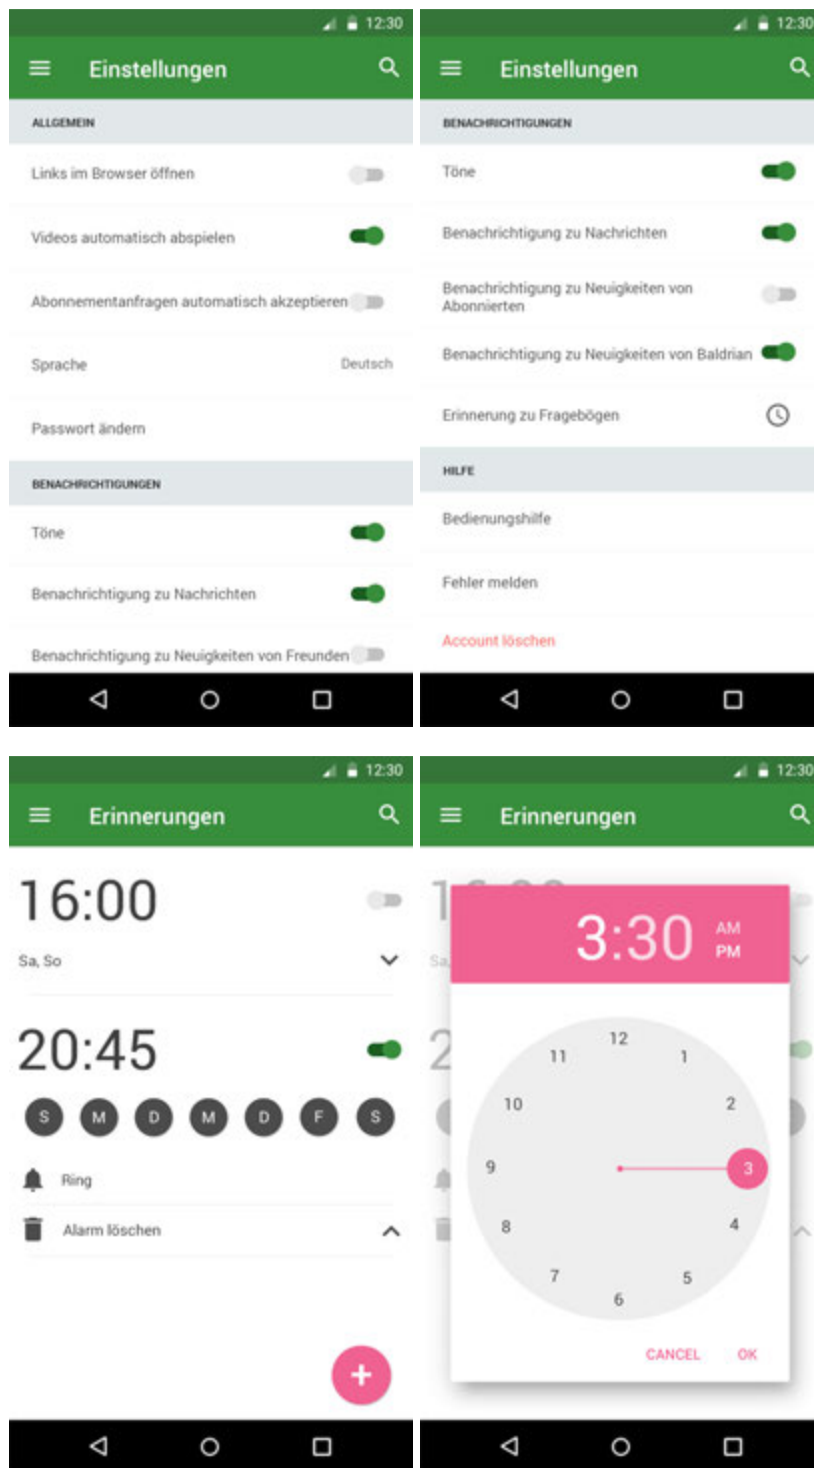 12:30
Einstellungen
ALLGEMEIN
Links im Browser öffnen
Videos automatisch abspielen
Abonnementanfragen automatisch akzeptieren
Sprache Deutsch
Passwort ändern
BENACHRICHTIGUNGEN
Töne
Benachrichtigung zu Nachrichten
Benachrichtigung zu Neuigkeiten von Freunden
12:30
Einstellungen
BENACHRICHTIGUNGEN
Töne
Benachrichtigung zu Nachrichten
Benachrichtigung zu Neuigkeiten von
Abonnierten
Benachrichtigung zu Neuigkeiten von Baldrian
Erinnerung zu Fragebögen
HILFE
Bedienungshilfe
Fehler melden
Account löschen
12:30
Erinnerungen
16:00
Sa, So
20:45
S M D M D F S
Ring
Alarm löschen
12:30
Erinnerungen
3:30 AM
PM
12
11 1
10 2
9 3
8 4
7 5
6
CANCEL OK